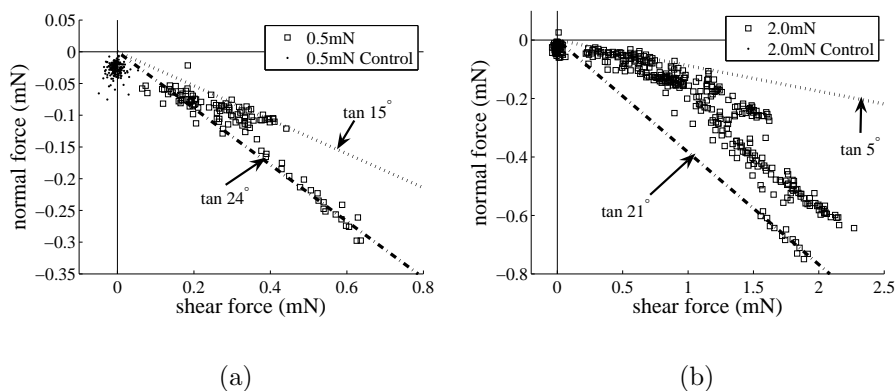 0.05
0
−0.05
−0.1
−0.15
−0.2
−0.25
−0.3
−0.35
normal force (mN)
0
0.2
0.4
0.6
0.8
shear force (mN)
0.5mN
0.5mN Control
tan 15°
tan 24°
(a)
0
−0.2
−0.4
−0.6
−0.8
normal force (mN)
0
0.5
1
1.5
2
2.5
shear force (mN)
2.0mN
2.0mN Control
tan 5°
tan 21°
(b)